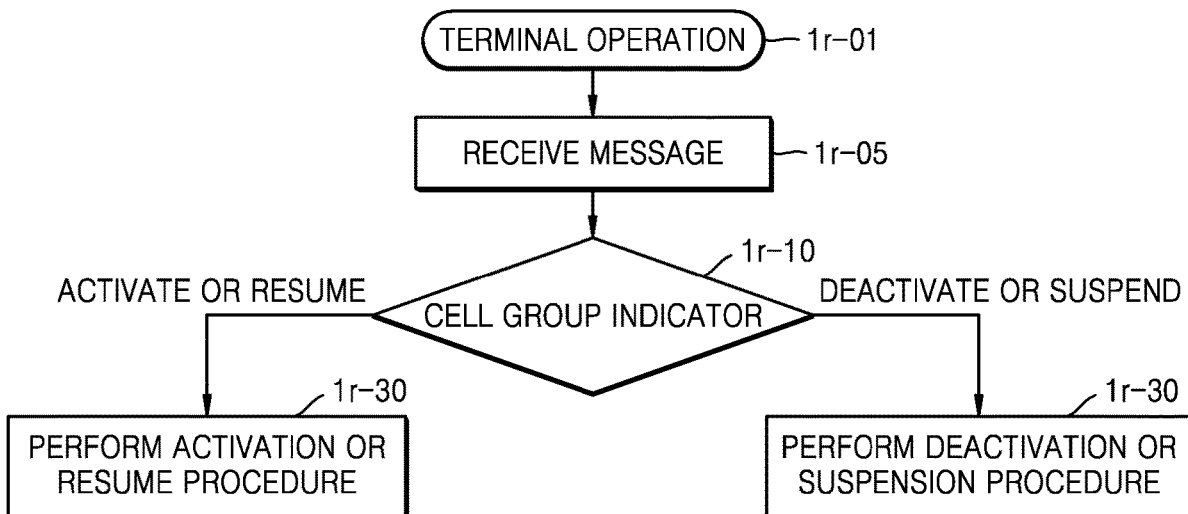 TERMINAL OPERATION
1r-01
RECEIVE MESSAGE
1r-05
1r-10
ACTIVATE OR RESUME
CELL GROUP INDICATOR
DEACTIVATE OR SUSPEND
1r-30
PERFORM ACTIVATION OR
RESUME PROCEDURE
1r-30
PERFORM DEACTIVATION OR
SUSPENSION PROCEDURE